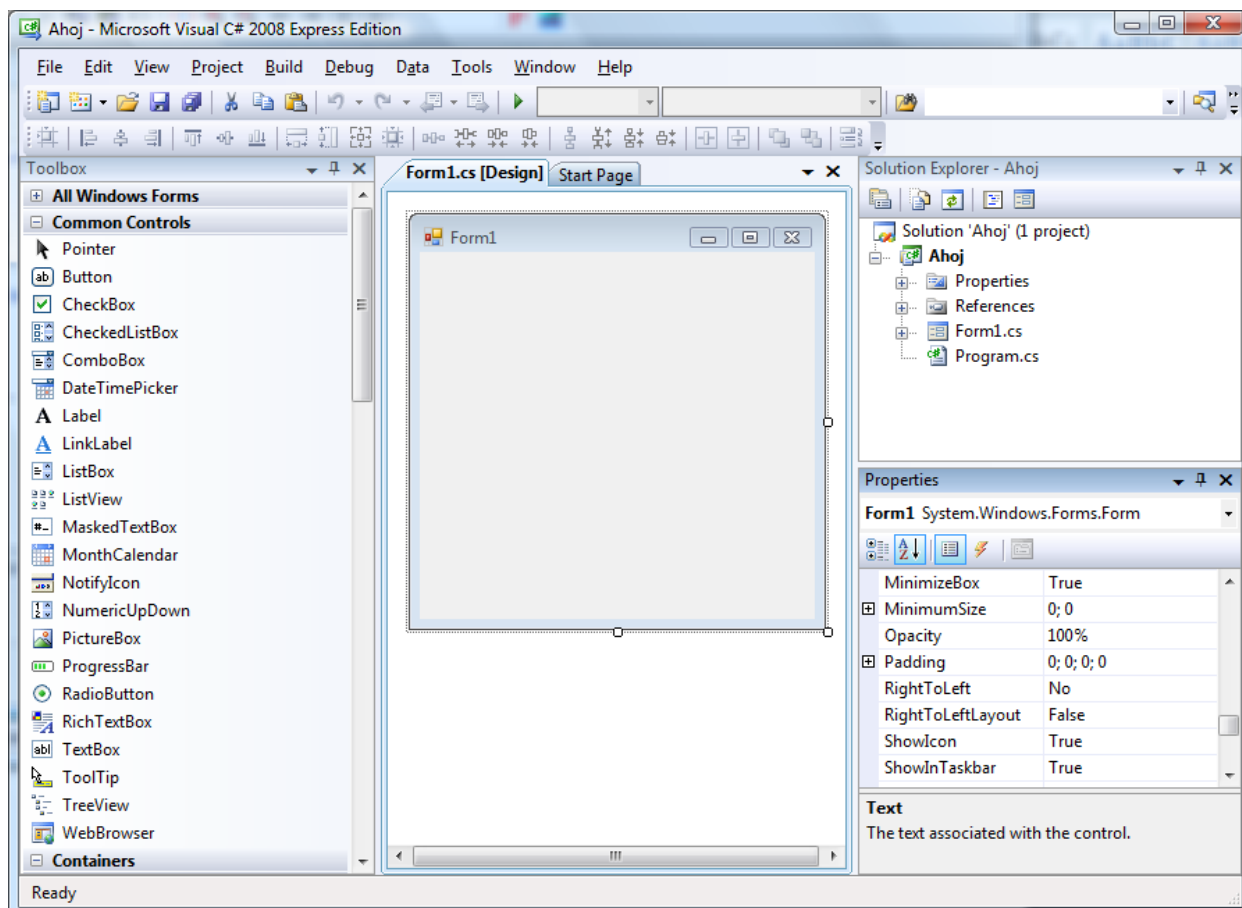 Ahoj - Microsoft Visual C# 2008 Express Edition
File Edit View Project Build Debug Data Tools Window Help
Toolbox
All Windows Forms
Common Controls
Pointer
Button
CheckBox
CheckedListBox
ComboBox
DateTimePicker
Label
LinkLabel
ListBox
ListView
MaskedTextBox
MonthCalendar
NotifyIcon
NumericUpDown
PictureBox
ProgressBar
RadioButton
RichTextBox
TextBox
ToolTip
TreeView
WebBrowser
Containers
Form1.cs [Design] Start Page
Form1
Solution Explorer - Ahoj
Solution 'Ahoj' (1 project)
Ahoj
Properties
References
Form1.cs
Program.cs
Properties
Form1 System.Windows.Forms.Form
MinimizeBox True
MinimumSize 0; 0
Opacity 100%
Padding 0; 0; 0; 0
RightToLeft No
RightToLeftLayout False
ShowIcon True
ShowInTaskbar True
Text
The text associated with the control.
Ready